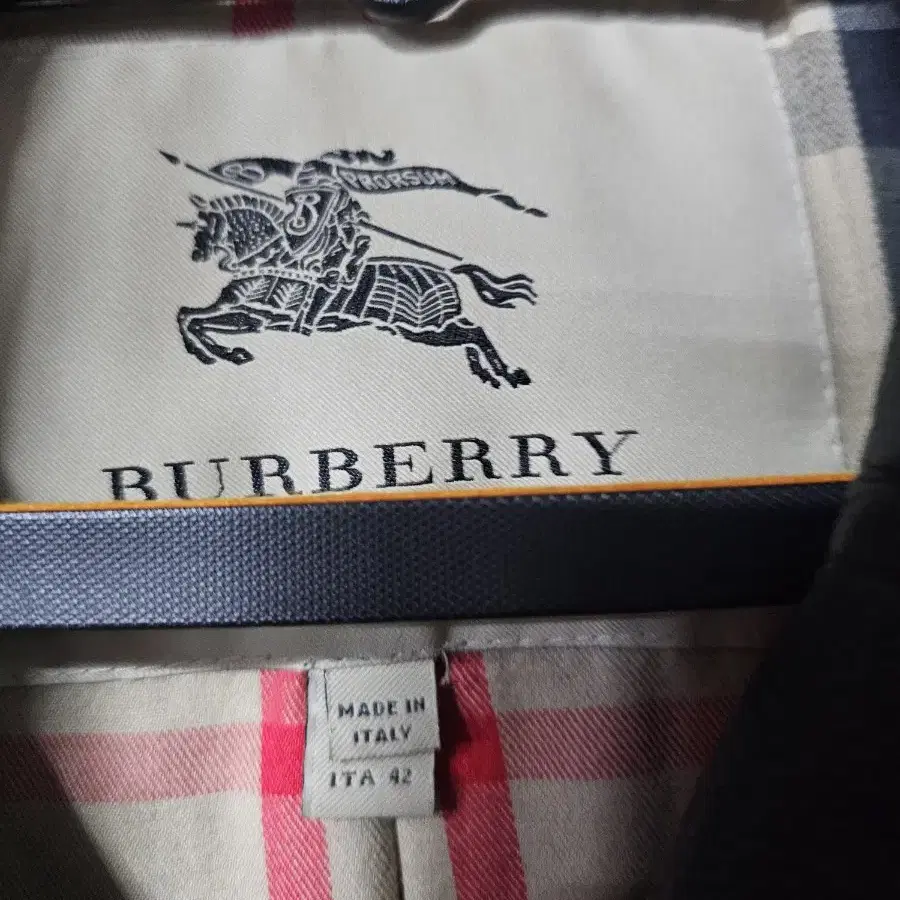 PRORSUM
B
BURBERRY
MADE IN
ITALY
ITA 42